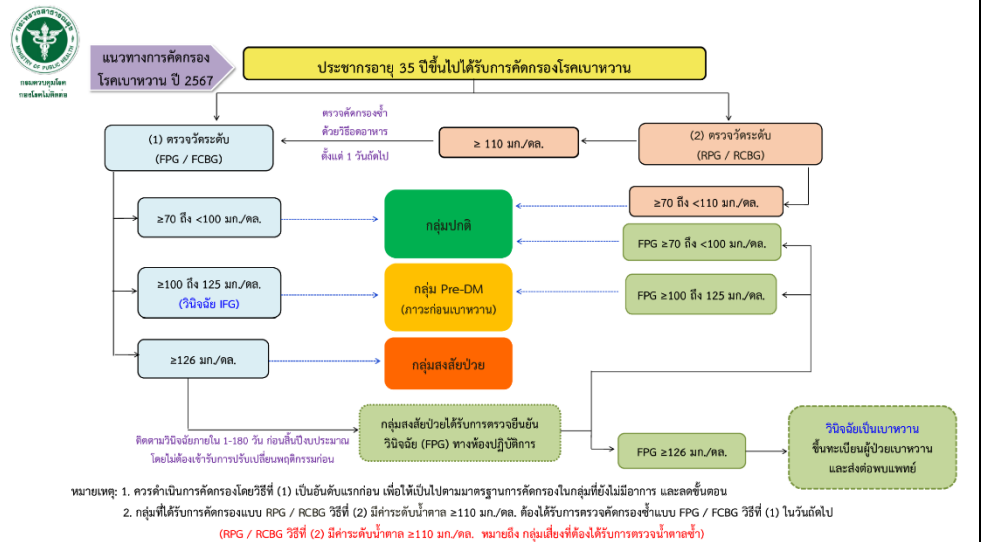 กระทรวงสาธารณสุข
MINISTRY OF PUBLIC HEALTH
กรมควบคุมโรค
กองโรคไม่ติดต่อ
แนวทางการคัดกรอง
โรคเบาหวาน ปี 2567
ประชากรอายุ 35 ปีขึ้นไปได้รับการคัดกรองโรคเบาหวาน
(1) ตรวจวัดระดับ
(FPG / FCBG)
ตรวจคัดกรองซ้ำ
ด้วยวิธีอดอาหาร
ตั้งแต่ 1 วันถัดไป
≥ 110 มก./ดล.
(2) ตรวจวัดระดับ
(RPG / RCBG)
≥70 ถึง <100 มก./ดล.
กลุ่มปกติ
≥70 ถึง <110 มก./ดล.
FPG ≥70 ถึง <100 มก./ดล.
≥100 ถึง 125 มก./ดล.
(วินิจฉัย IFG)
กลุ่ม Pre-DM
(ภาวะก่อนเบาหวาน)
FPG ≥100 ถึง 125 มก./ดล.
≥126 มก./ดล.
กลุ่มสงสัยป่วย
ติดตามวินิจฉัยภายใน 1-180 วัน ก่อนสิ้นปีงบประมาณ
โดยไม่ต้องเข้ารับการปรับเปลี่ยนพฤติกรรมก่อน
กลุ่มสงสัยป่วยได้รับการตรวจยืนยัน
วินิจฉัย (FPG) ทางห้องปฏิบัติการ
FPG ≥126 มก./ดล.
วินิจฉัยเป็นเบาหวาน
ขึ้นทะเบียนผู้ป่วยเบาหวาน
และส่งต่อพบแพทย์
หมายเหตุ: 1. ควรดำเนินการคัดกรองโดยวิธีที่ (1) เป็นอันดับแรกก่อน เพื่อให้เป็นไปตามมาตรฐานการคัดกรองในกลุ่มที่ยังไม่มีอาการ และลดขั้นตอน
2. กลุ่มที่ได้รับการคัดกรองแบบ RPG / RCBG วิธีที่ (2) มีค่าระดับน้ำตาล ≥110 มก./ดล. ต้องได้รับการตรวจคัดกรองซ้ำแบบ FPG / FCBG วิธีที่ (1) ในวันถัดไป
(RPG / RCBG วิธีที่ (2) มีค่าระดับน้ำตาล ≥110 มก./ดล. หมายถึง กลุ่มเสี่ยงที่ต้องได้รับการตรวจน้ำตาลซ้ำ)